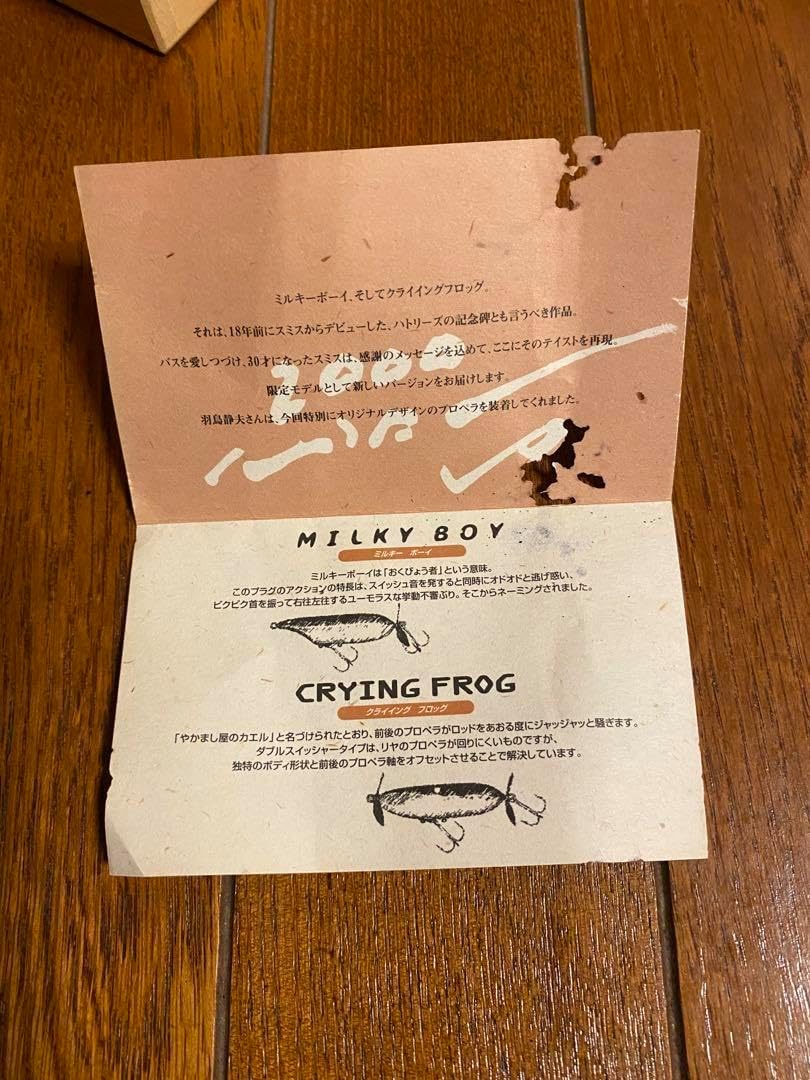 ミルキーボーイ、そしてクライイングフロッグ。
それは、18年前にスミスからデビューした、ハトリーズの記念碑とも言うべき作品。
バスを愛しつづけ、30才になったスミスは、感謝のメッセージを込めて、ここにそのテイストを再現。
限定モデルとして新しいバージョンをお届けします。
羽鳥静夫さんは、今回特別にオリジナルデザインのプロペラを装着してくれました。
2000
MILKY BOY
ミルキー ボーイ
ミルキーボーイは「おくびょう者」という意味。
このプラグのアクションの特長は、スイッシュ音を発すると同時にオドオドと逃げ惑い、
ビクビク首を振って右往左往するユーモラスな挙動不審ぶり。そこからネーミングされました。
CRYING FROG
クライイング フロッグ
「やかまし屋のカエル」と名づけられたとおり、前後のプロペラがロッドをあおる度にジャッジャッと騒ぎます。
ダブルスイッシャータイプは、リヤのプロペラが回りにくいものですが、
独特のボディ形状と前後のプロペラ軸をオフセットさせることで解決しています。